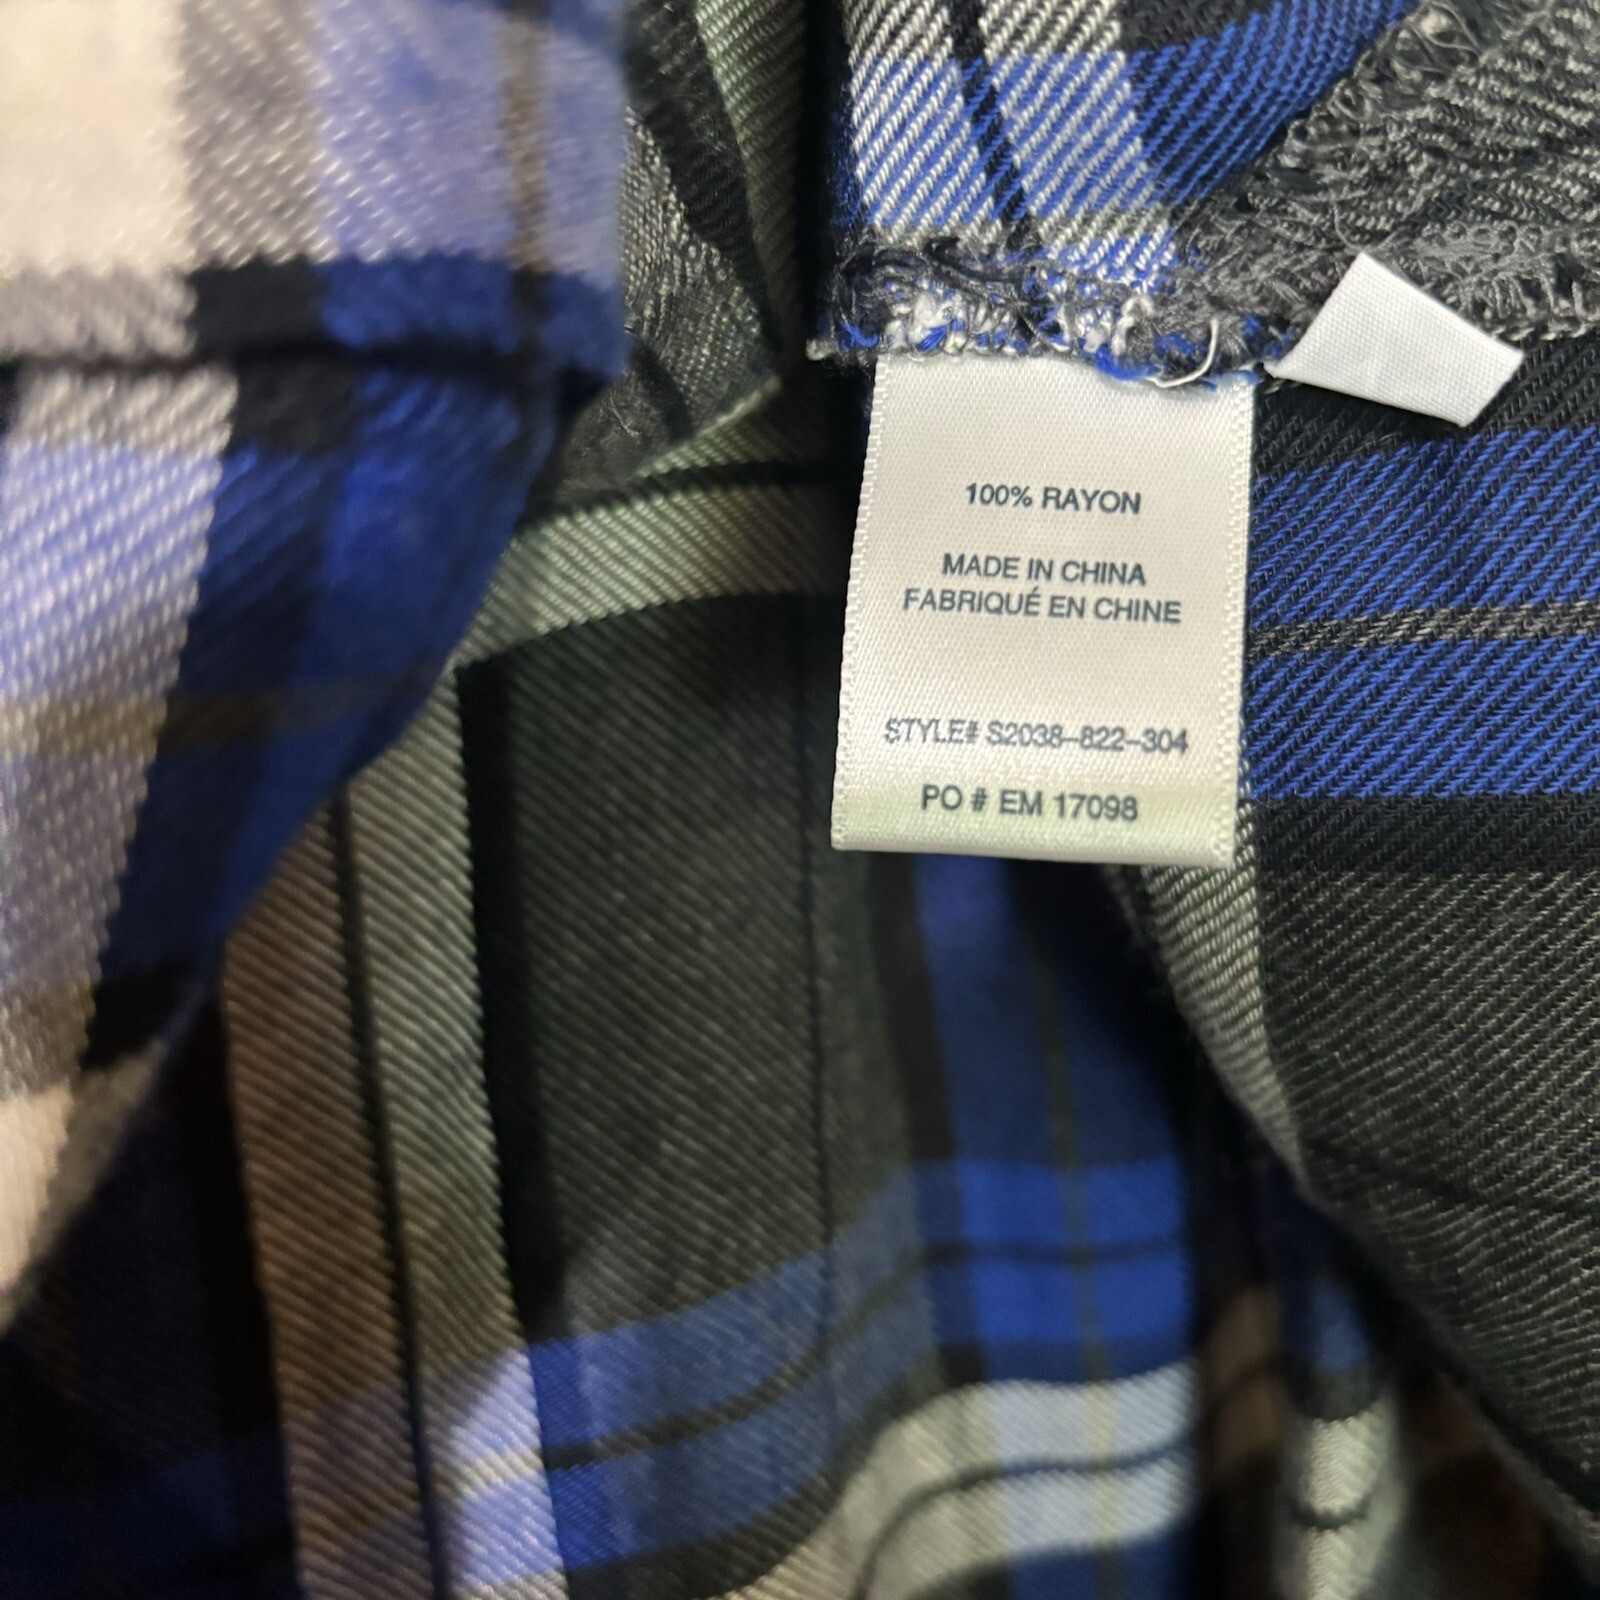 100% RAYON
MADE IN CHINA
FABRIQUÉ EN CHINE
STYLE# S2038-822-304
PO # EM 17098